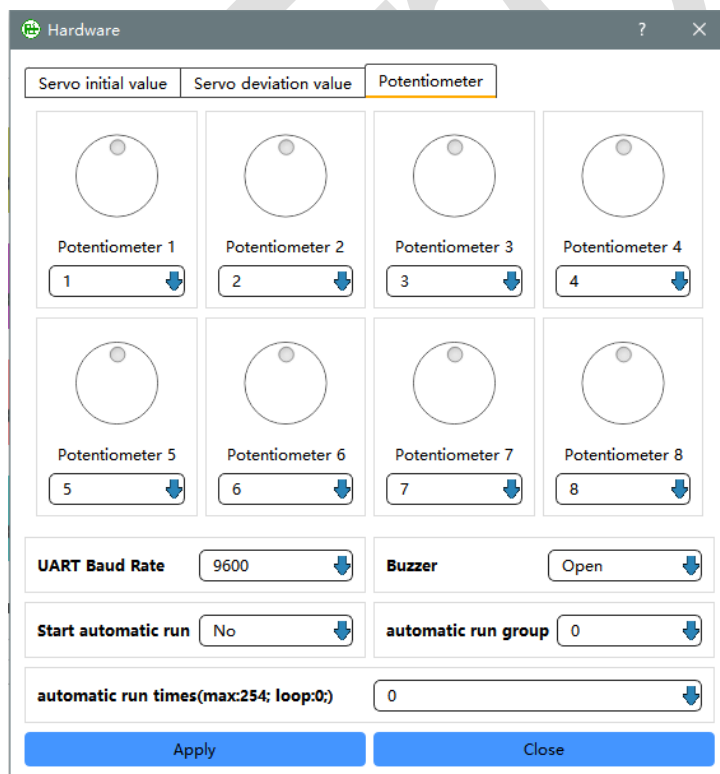 Hardware ? ×
Servo initial value Servo deviation value Potentiometer
Potentiometer 1 Potentiometer 2 Potentiometer 3 Potentiometer 4
1 2 3 4
Potentiometer 5 Potentiometer 6 Potentiometer 7 Potentiometer 8
5 6 7 8
UART Baud Rate 9600 Buzzer Open
Start automatic run No automatic run group 0
automatic run times(max:254; loop:0;) 0
Apply Close